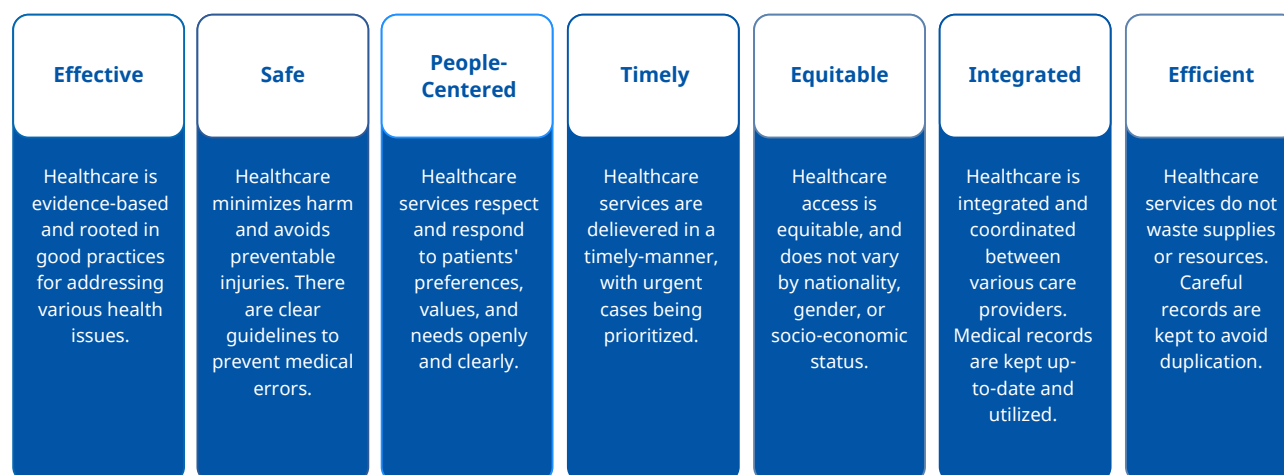 Effective
Healthcare is
evidence-based
and rooted in
good practices
for addressing
various health
issues.
Safe
Healthcare
minimizes harm
and avoids
preventable
injuries. There
are clear
guidelines to
prevent medical
errors.
People-
Centered
Healthcare
services respect
and respond
to patients'
preferences,
values, and
needs openly
and clearly.
Timely
Healthcare
services are
delievered in a
timely-manner,
with urgent
cases being
prioritized.
Equitable
Healthcare
access is
equitable, and
does not vary
by nationality,
gender, or
socio-economic
status.
Integrated
Healthcare is
integrated and
coordinated
between
various care
providers.
Medical records
are kept up-
to-date and
utilized.
Efficient
Healthcare
services do not
waste supplies
or resources.
Careful
records are
kept to avoid
duplication.